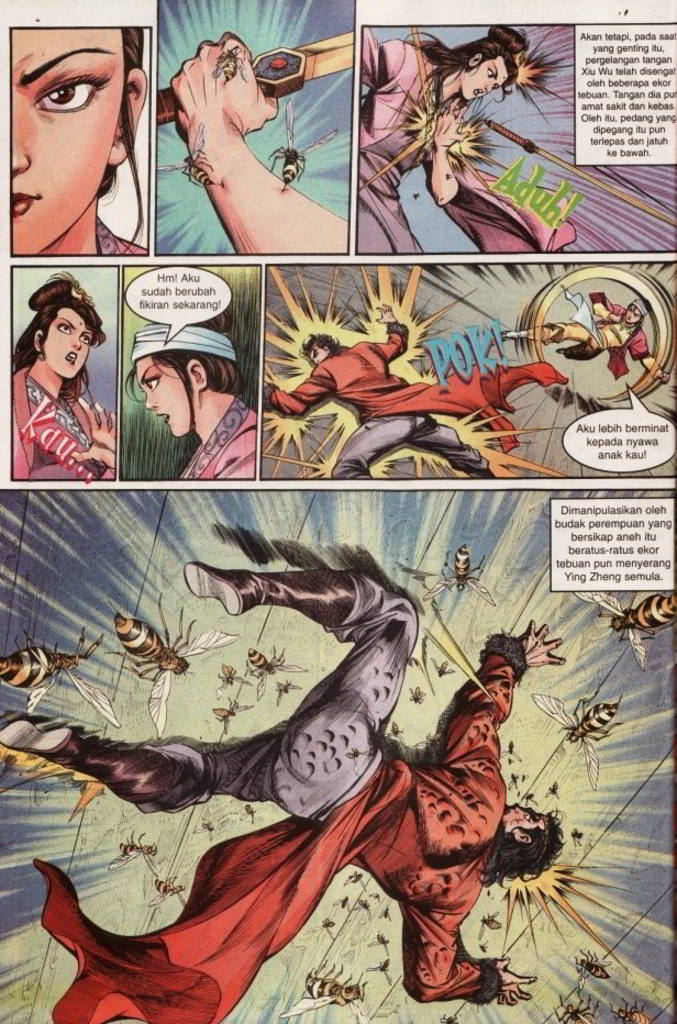 Akan tetapi, pada saat
yang genting itu,
pergelangan tangan
Xiu Wu telah disengat
oleh beberapa ekor
tebuan. Tangan dia pun
amat sakit dan kebas.
Oleh itu, pedang yang
dipegang itu pun
terlepas dan jatuh
ke bawah.
Aduh!
Kau...
Hm! Aku
sudah berubah
fikiran sekarang!
POK!
Aku lebih berminat
kepada nyawa
anak kau!
Dimanipulasikan oleh
budak perempuan yang
bersikap aneh itu
beratus-ratus ekor
tebuan pun menyerang
Ying Zheng semula.